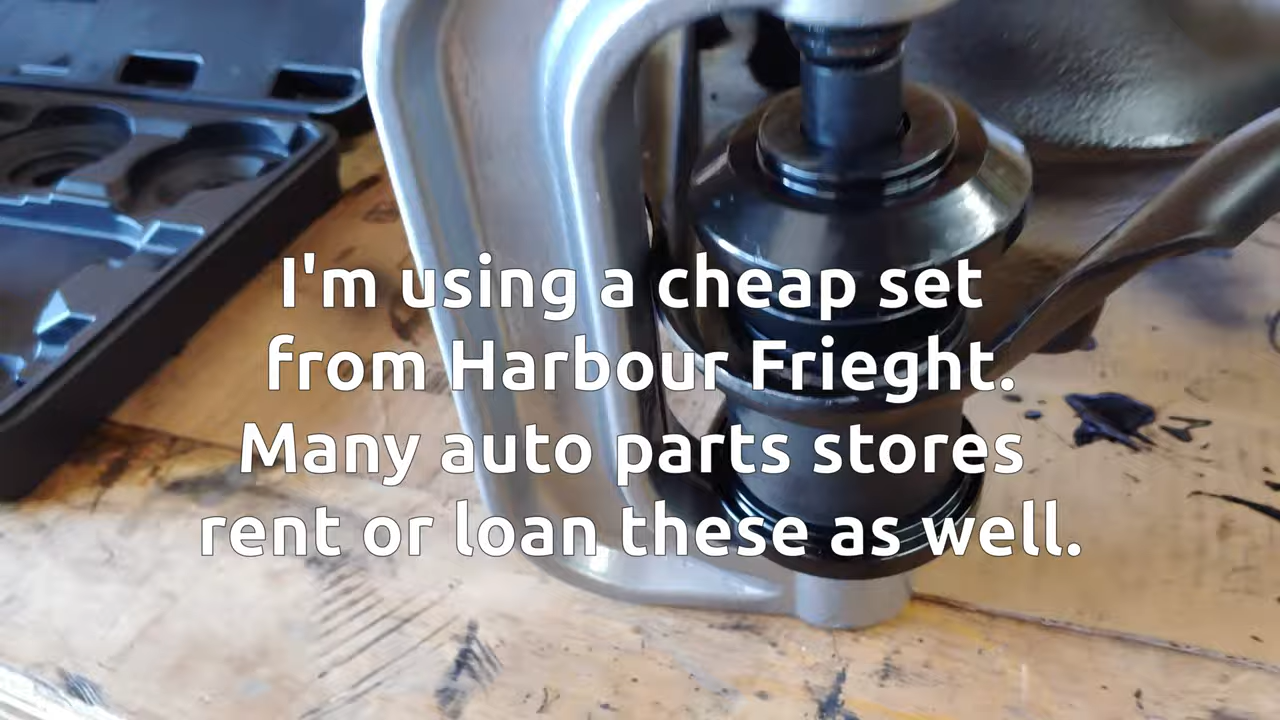 I'm using a cheap set
from Harbour Frieght.
Many auto parts stores
rent or loan these as well.